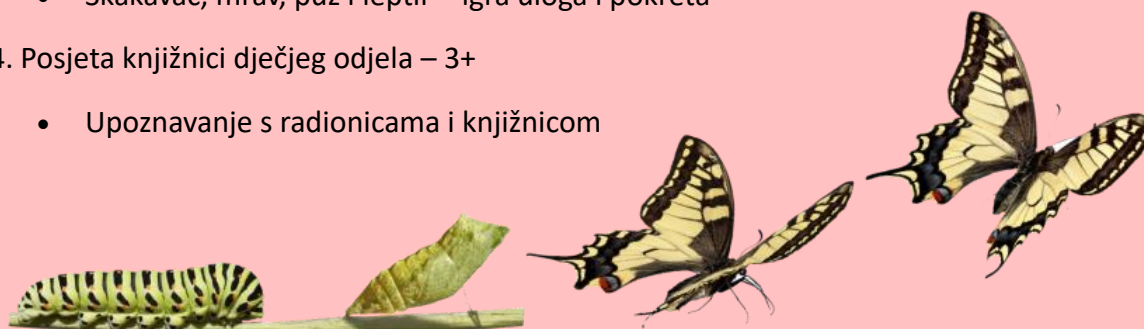 • Skakavac, mrav, puž i leptir – igra uloga i pokreta
4. Posjeta knjižnici dječjeg odjela – 3+
• Upoznavanje s radionicama i knjižnicom